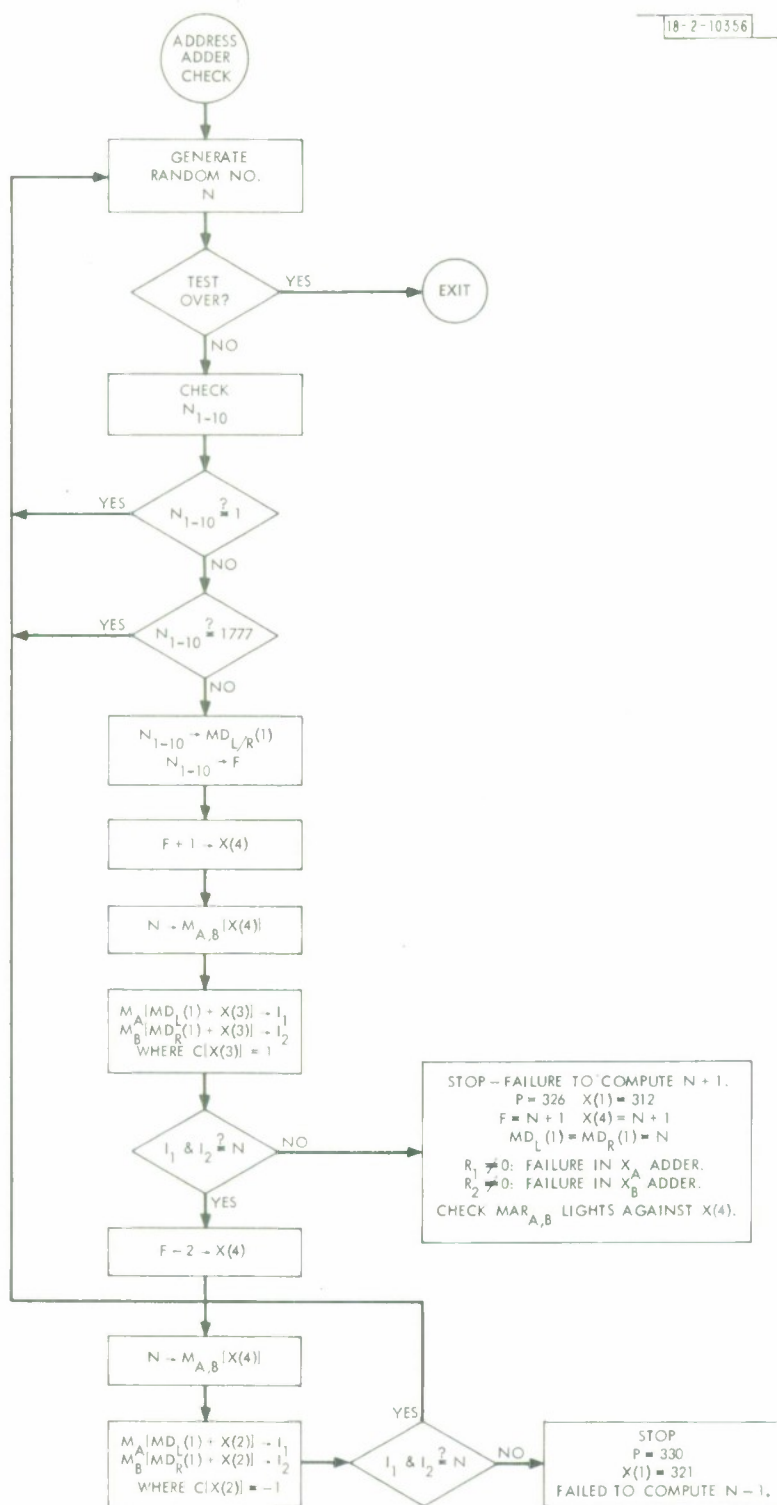 18-2-10356
ADDRESS
ADDER
CHECK
GENERATE
RANDOM NO.
N
TEST
OVER?
YES
EXIT
NO
CHECK
N1-10
YES
N1-10 ?= 1
NO
YES
N1-10 ?= 1777
NO
N1-10 → MDL/R(1)
N1-10 → F
F + 1 → X(4)
N → MA,B |X(4)|
MA|MDL(1) + X(3)| → I1
MB|MDR(1) + X(3)| → I2
WHERE C|X(3)| = 1
I1 & I2 ?= N
NO
STOP – FAILURE TO COMPUTE N + 1.
P = 326 X(1) = 312
F = N + 1 X(4) = N + 1
MDL(1) = MDR(1) = N
R1 ≠ 0: FAILURE IN XA ADDER.
R2 ≠ 0: FAILURE IN XB ADDER.
CHECK MARA,B LIGHTS AGAINST X(4).
YES
F – 2 → X(4)
N → MA,B |X(4)|
MA|MDL(1) + X(2)| → I1
MB|MDR(1) + X(2)| → I2
WHERE C|X(2)| = –1
YES
I1 & I2 ?= N
NO
STOP
P = 330
X(1) = 321
FAILED TO COMPUTE N – 1.